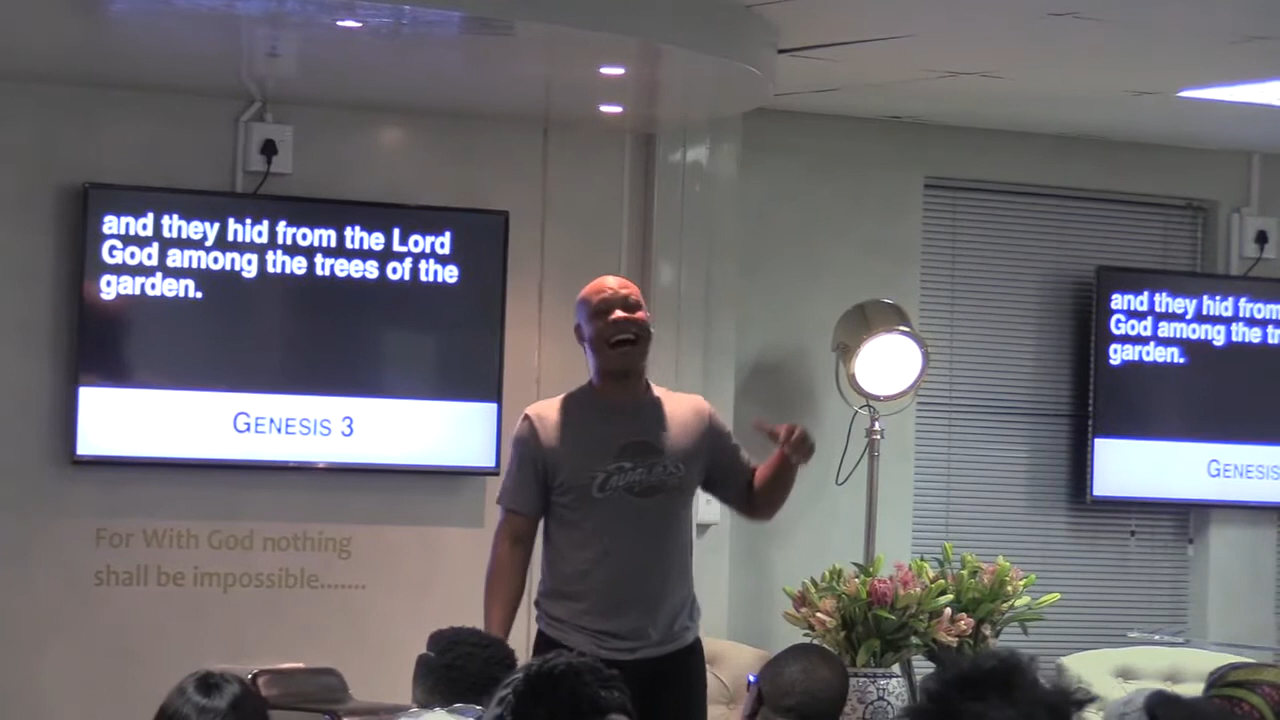 and they hid from the Lord
God among the trees of the
garden.
GENESIS 3
For With God nothing
shall be impossible.......
CAVALIERS
and they hid from
God among the tr
garden.
GENESIS